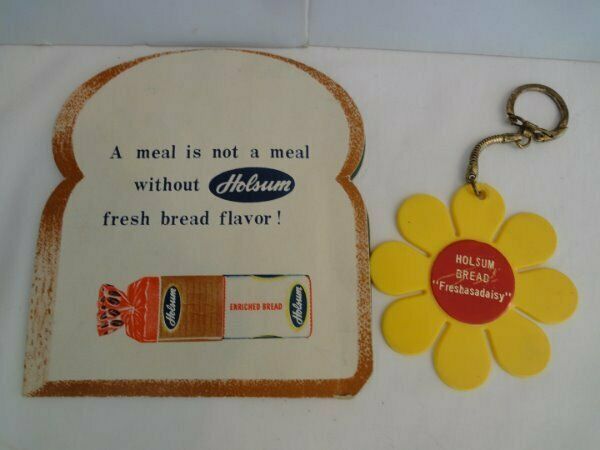 A meal is not a meal
without Holsum
fresh bread flavor!
Holsum
ENRICHED BREAD
Holsum
HOLSUM
BREAD
"Freshasadaisy"